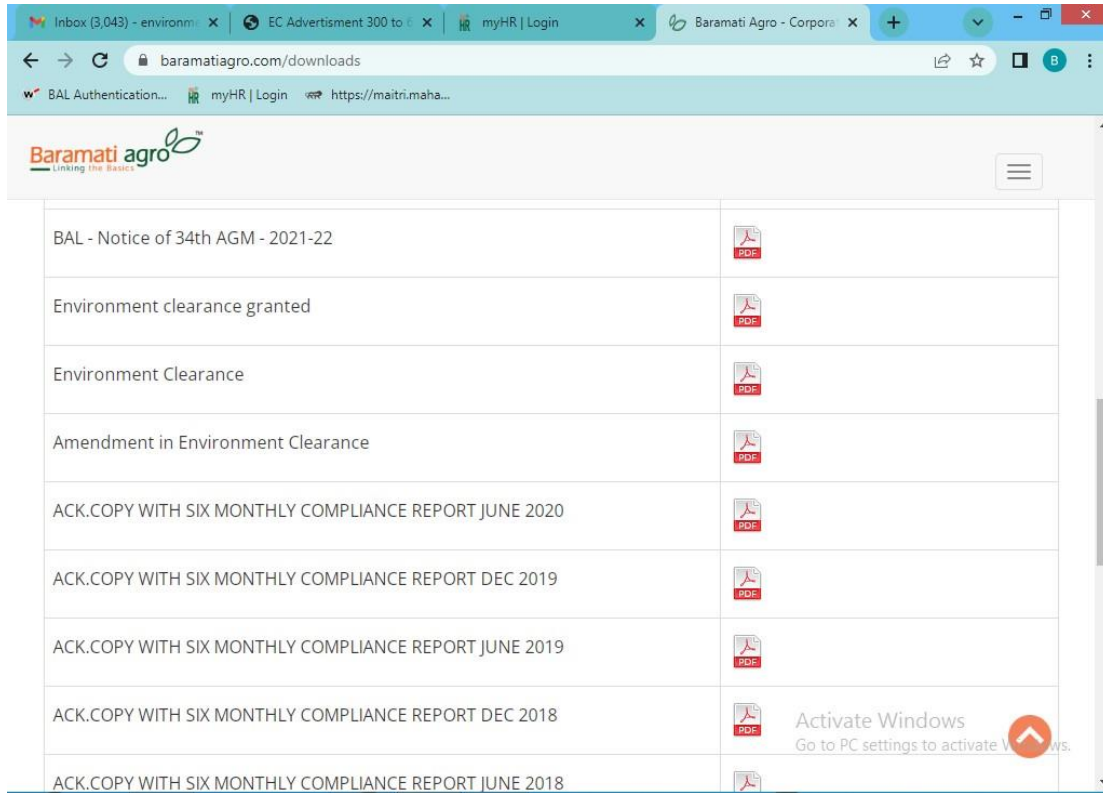 Inbox (3,043) - environme
EC Advertisment 300 to
myHR | Login
Baramati Agro - Corpora
baramatiagro.com/downloads
B
BAL Authentication...
HR myHR | Login
https://maitri.maha...
Baramati agro™
Linking the Basics
BAL - Notice of 34th AGM - 2021-22
PDF
Environment clearance granted
PDF
Environment Clearance
PDF
Amendment in Environment Clearance
PDF
ACK.COPY WITH SIX MONTHLY COMPLIANCE REPORT JUNE 2020
PDF
ACK.COPY WITH SIX MONTHLY COMPLIANCE REPORT DEC 2019
PDF
ACK.COPY WITH SIX MONTHLY COMPLIANCE REPORT JUNE 2019
PDF
ACK.COPY WITH SIX MONTHLY COMPLIANCE REPORT DEC 2018
PDF
Activate Windows
Go to PC settings to activate
ACK.COPY WITH SIX MONTHLY COMPLIANCE REPORT JUNE 2018